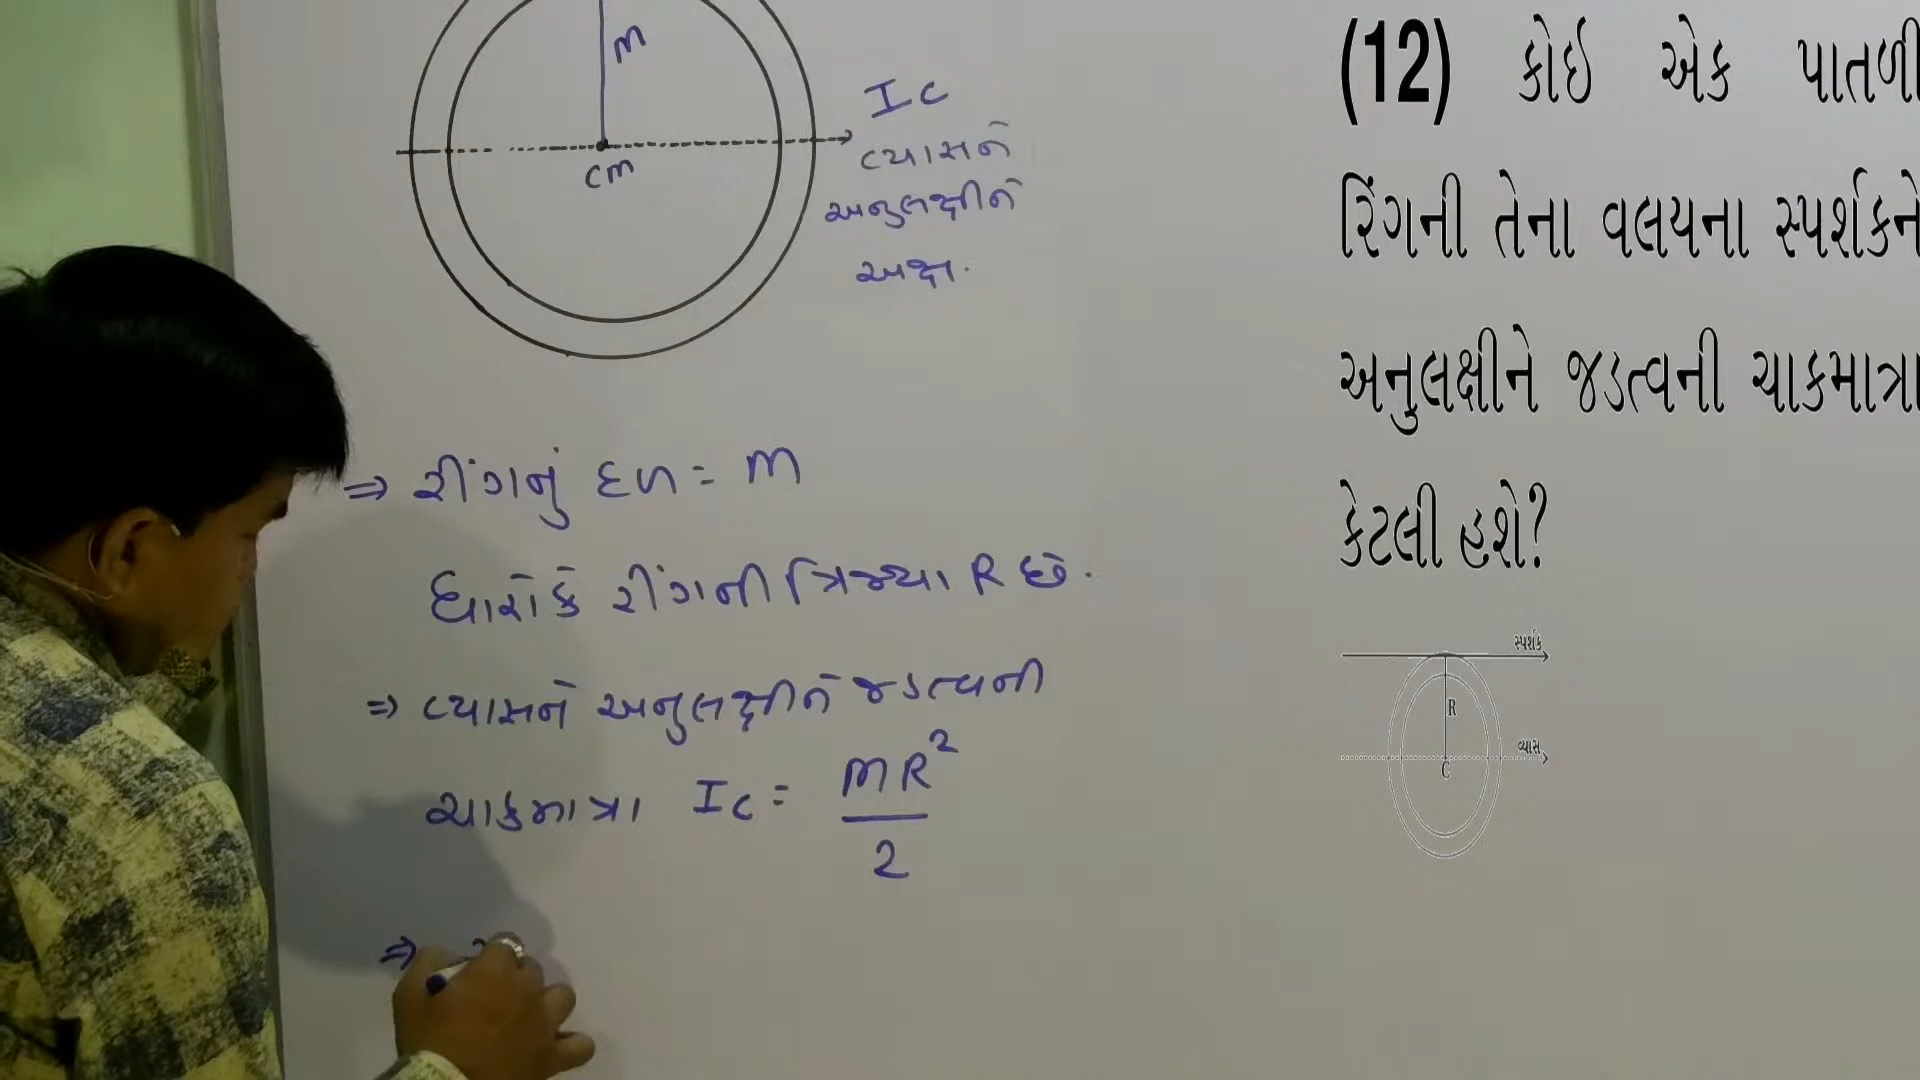 M
cm
Ic
વ્યાસને
અનુલક્ષીને
અક્ષ.
⇒ રીંગનું દળ = M
ધારોકે રીંગની ત્રિજ્યા R છે.
⇒ વ્યાસને અનુલક્ષીને જડત્વની
ચાકમાત્રા Ic = MR²/2
⇒
(12) કોઇ એક પાતળી
રિંગની તેના વલયના સ્પર્શકને
અનુલક્ષીને જડત્વની ચાકમાત્રા
કેટલી હશે?
સ્પર્શક
R
વ્યાસ
C